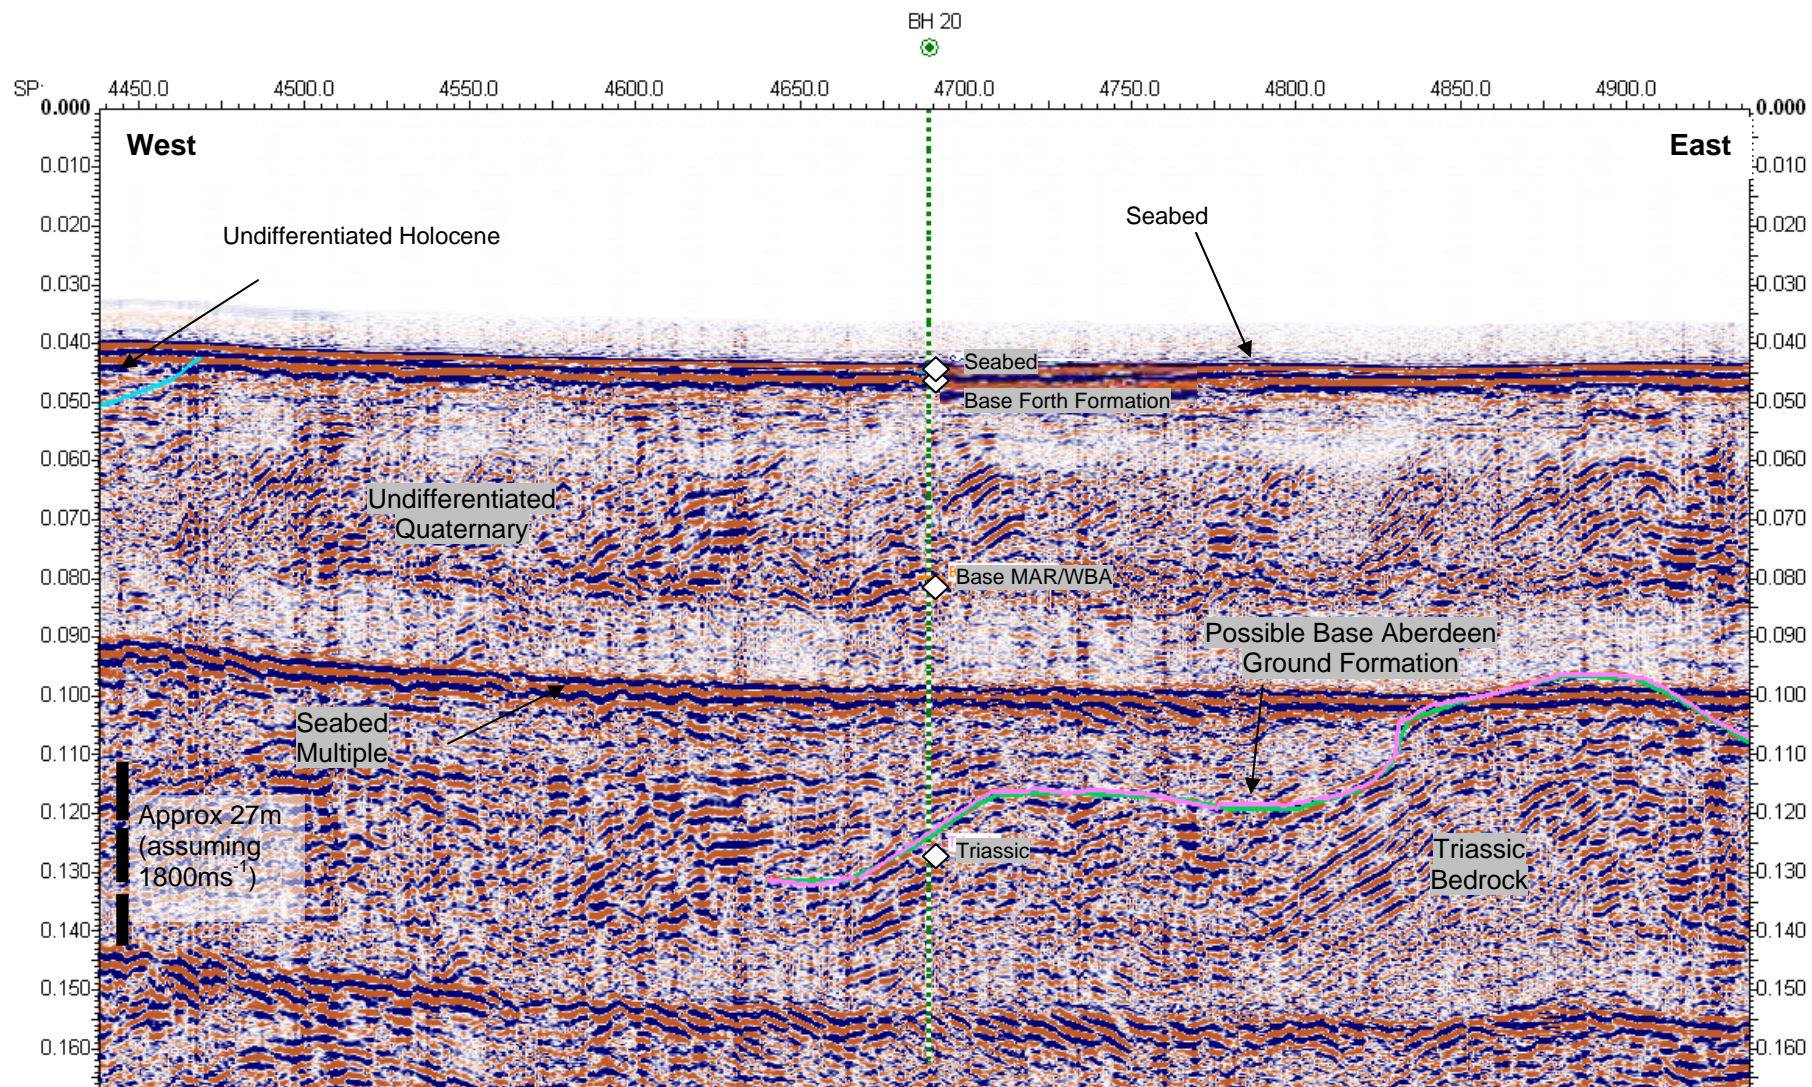 BH 20
SP: 4450.0 4500.0 4550.0 4600.0 4650.0 4700.0 4750.0 4800.0 4850.0 4900.0
0.000 0.000
West East
0.010 0.010
Seabed
0.020 0.020
Undifferentiated Holocene
0.030 0.030
0.040 0.040
Seabed
0.050 Base Forth Formation 0.050
0.060 0.060
Undifferentiated
Quaternary
0.070 0.070
0.080 Base MAR/WBA 0.080
0.090 0.090
Possible Base Aberdeen
Ground Formation
0.100 0.100
Seabed
Multiple
0.110 0.110
0.120 0.120
Approx 27m
(assuming
1800ms⁻¹)
Triassic
Triassic
Bedrock
0.130 0.130
0.140 0.140
0.150 0.150
0.160 0.160